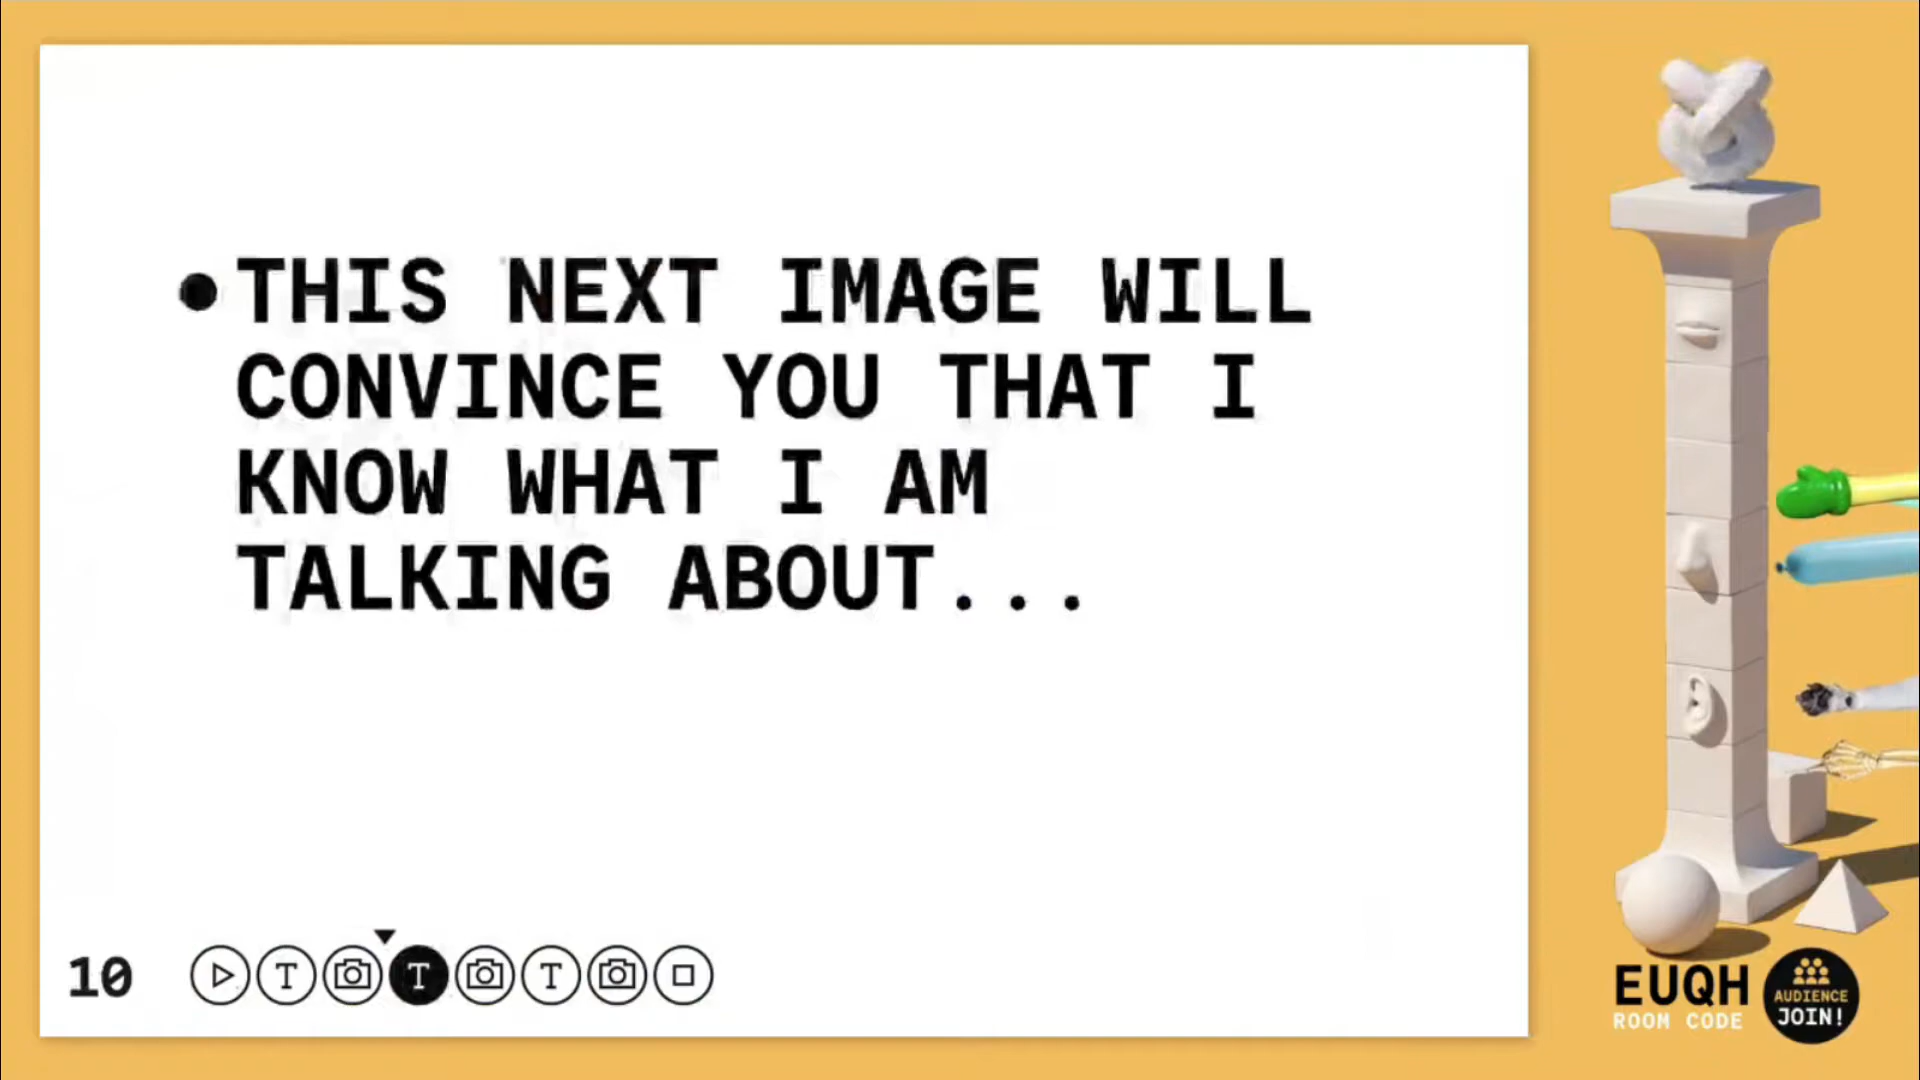 • THIS NEXT IMAGE WILL
CONVINCE YOU THAT I
KNOW WHAT I AM
TALKING ABOUT...
10
T
T
T
EUQH
ROOM CODE
AUDIENCE
JOIN!